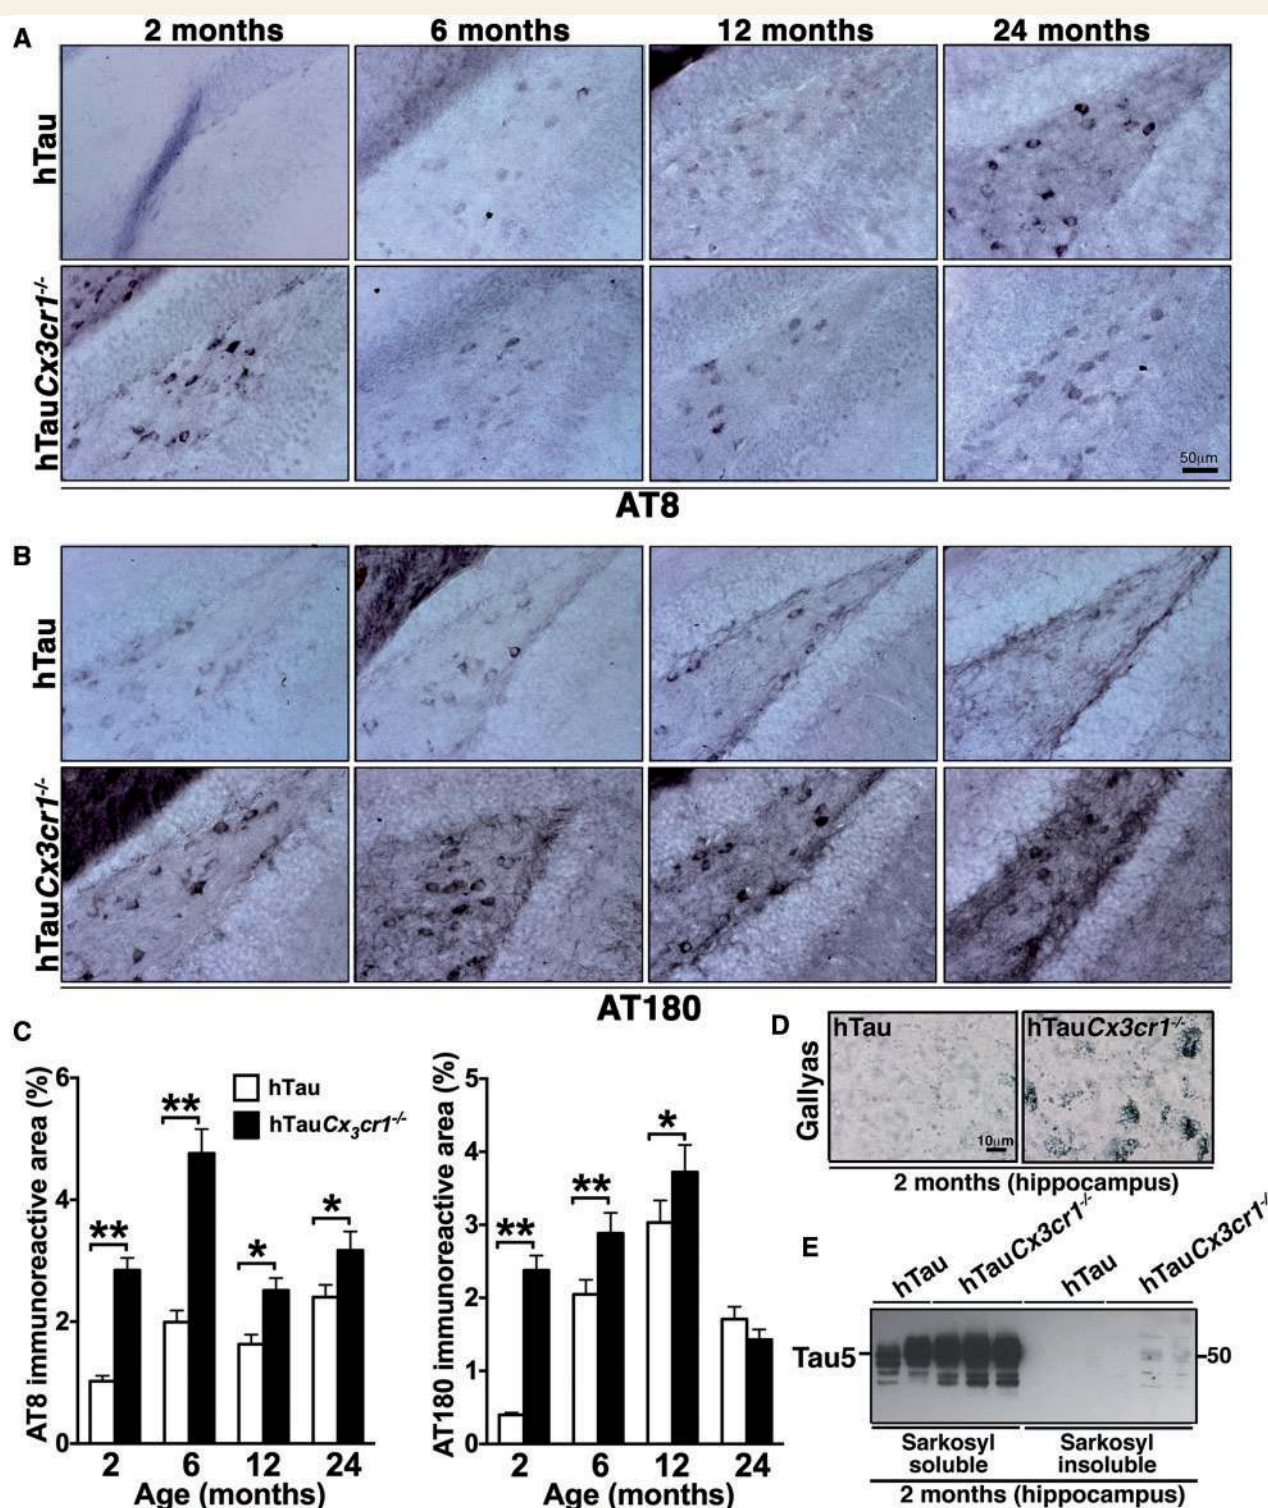 A
2 months 6 months 12 months 24 months
hTau
hTauCx3cr1-/-
50μm
AT8
B
hTau
hTauCx3cr1-/-
AT180
C
AT8 immunoreactive area (%)
6
4
2
0
**
**
*
*
hTau
hTauCx3cr1-/-
2 6 12 24
Age (months)
AT180 immunoreactive area (%)
5
4
3
2
1
0
**
**
*
2 6 12 24
Age (months)
D
Gallyas
hTau
hTauCx3cr1-/-
10μm
2 months (hippocampus)
E
hTau hTauCx3cr1-/- hTau hTauCx3cr1-/-
Tau5
50
Sarkosyl soluble
Sarkosyl insoluble
2 months (hippocampus)